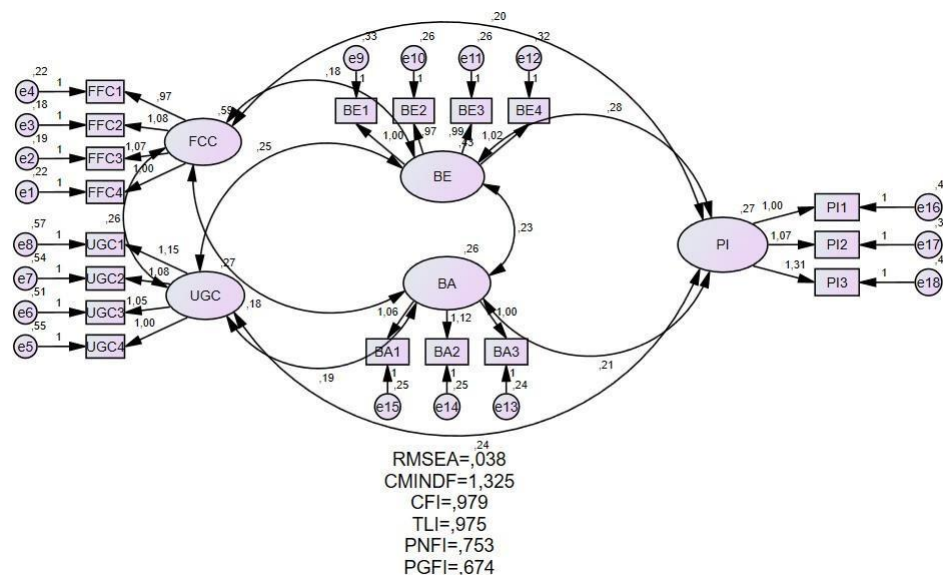 ,20
,33 ,26 ,26 ,32
e9 e10 e11 e12
1 1 1 1
BE1 BE2 BE3 BE4
1,00 ,97 ,99 1,02
,43
BE
,22
e4 1 FFC1 ,97
,18
e3 1 FFC2 1,08
,19
e2 1 FFC3 1,07
,22
e1 1 FFC4 1,00
,59
FCC
,18
,28
,25
,26
,23
,57
e8 1 UGC1 1,15
,54
e7 1 UGC2 1,08
,51
e6 1 UGC3 1,05
,55
e5 1 UGC4 1,00
,27
UGC
,18
,26
BA
1,06 1,12 1,00
BA1 BA2 BA3
1 1 1
,25 ,25 ,24
e15 e14 e13
,27
PI
1,00 PI1 1 e16
1,07 PI2 1 e17
1,31 PI3 1 e18
,19
,21
,24
RMSEA=,038
CMINDF=1,325
CFI=,979
TLI=,975
PNFI=,753
PGFI=,674